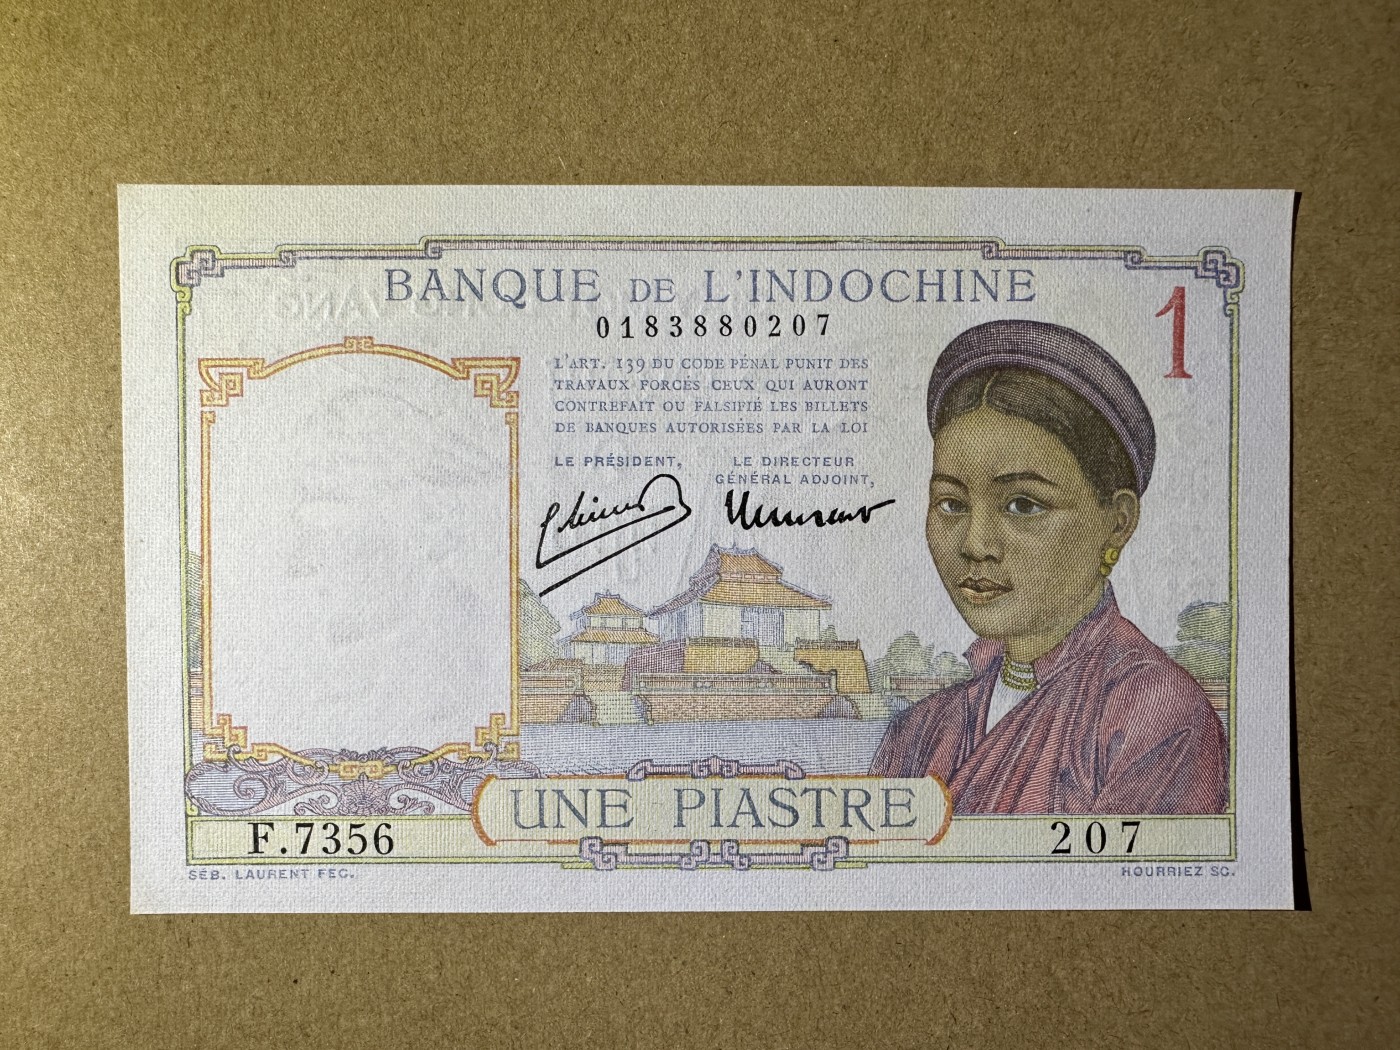 BANQUE DE L'INDOCHINE
0183880207
1
L'ART. 139 DU CODE PÉNAL PUNIT DES
TRAVAUX FORCÉS CEUX QUI AURONT
CONTREFAIT OU FALSIFIÉ LES BILLETS
DE BANQUES AUTORISÉES PAR LA LOI
LE PRÉSIDENT,
LE DIRECTEUR
GÉNÉRAL ADJOINT,
UNE PIASTRE
F.7356
207
SÉB. LAURENT FEC.
HOURRIEZ SC.